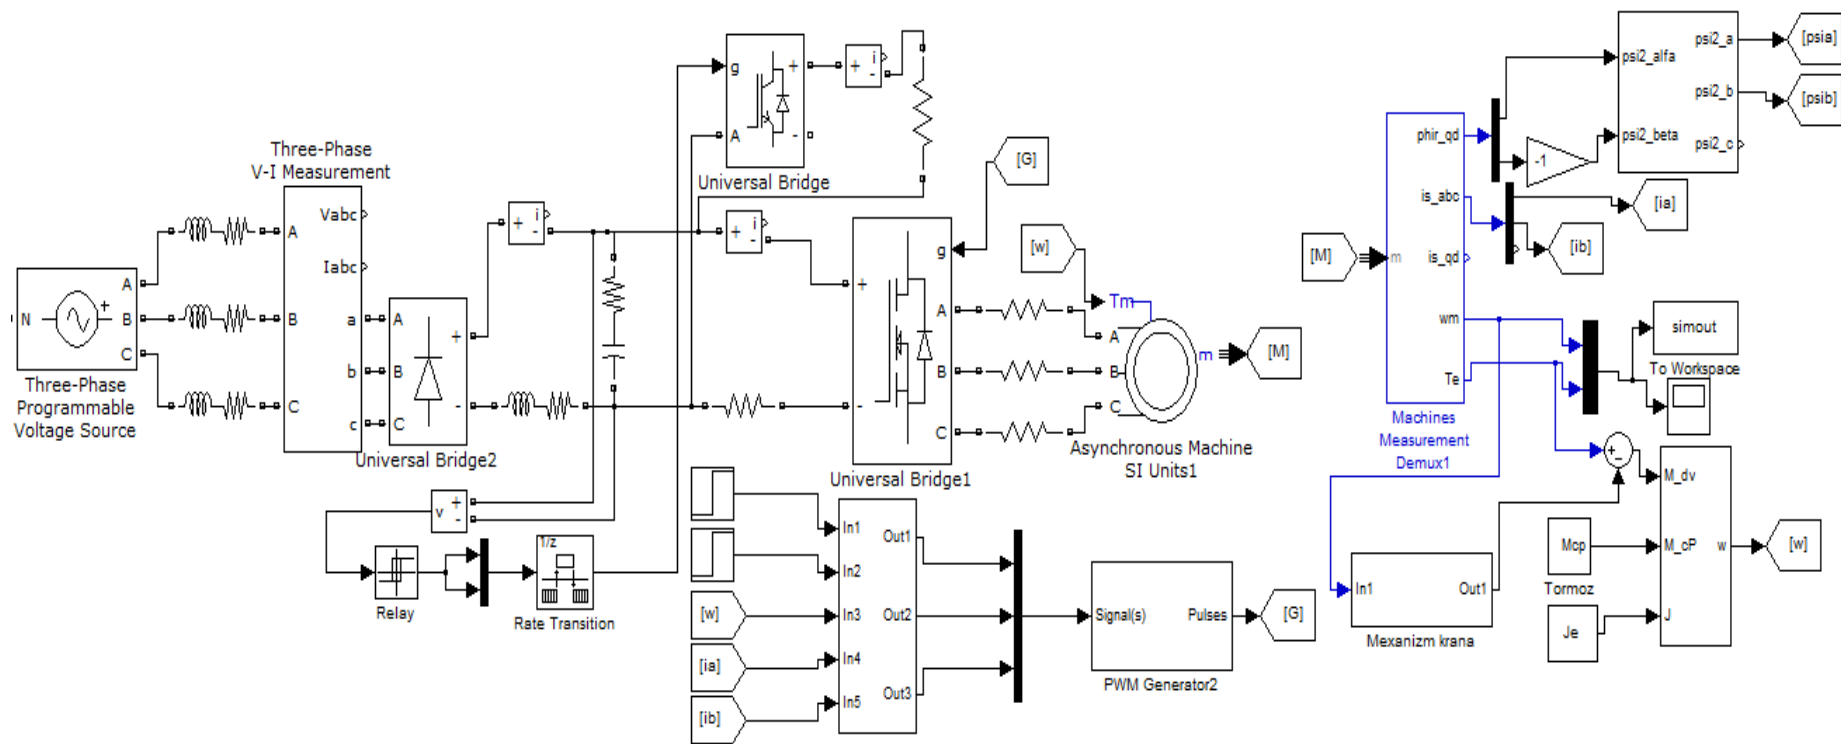 Three-Phase
V-I Measurement
Vabc
Iabc
A
B
C
a
b
c
N
A
B
C
+
Three-Phase
Programmable
Voltage Source
A
B
C
+
-
Universal Bridge2
+
i
-
g
A
+
-
Universal Bridge
+
i
-
+
i
-
[G]
g
+
-
A
B
C
Universal Bridge1
[w]
Tm
A
B
C
m
[M]
Asynchronous Machine
SI Units1
v
+
-
Relay
1/z
Rate Transition
[w]
[ia]
[ib]
In1
In2
In3
In4
In5
Out1
Out2
Out3
Signal(s)
Pulses
PWM Generator2
[G]
[M]
m
phir_qd
is_abc
is_qd
wm
Te
Machines
Measurement
Demux1
-1
psi2_alfa
psi2_beta
psi2_a
psi2_b
psi2_c
[psia]
[psib]
[ia]
[ib]
simout
To Workspace
+
-
In1
Out1
Mexanizm krana
Mcp
Tormoz
Je
M_dv
M_cP
J
w
[w]